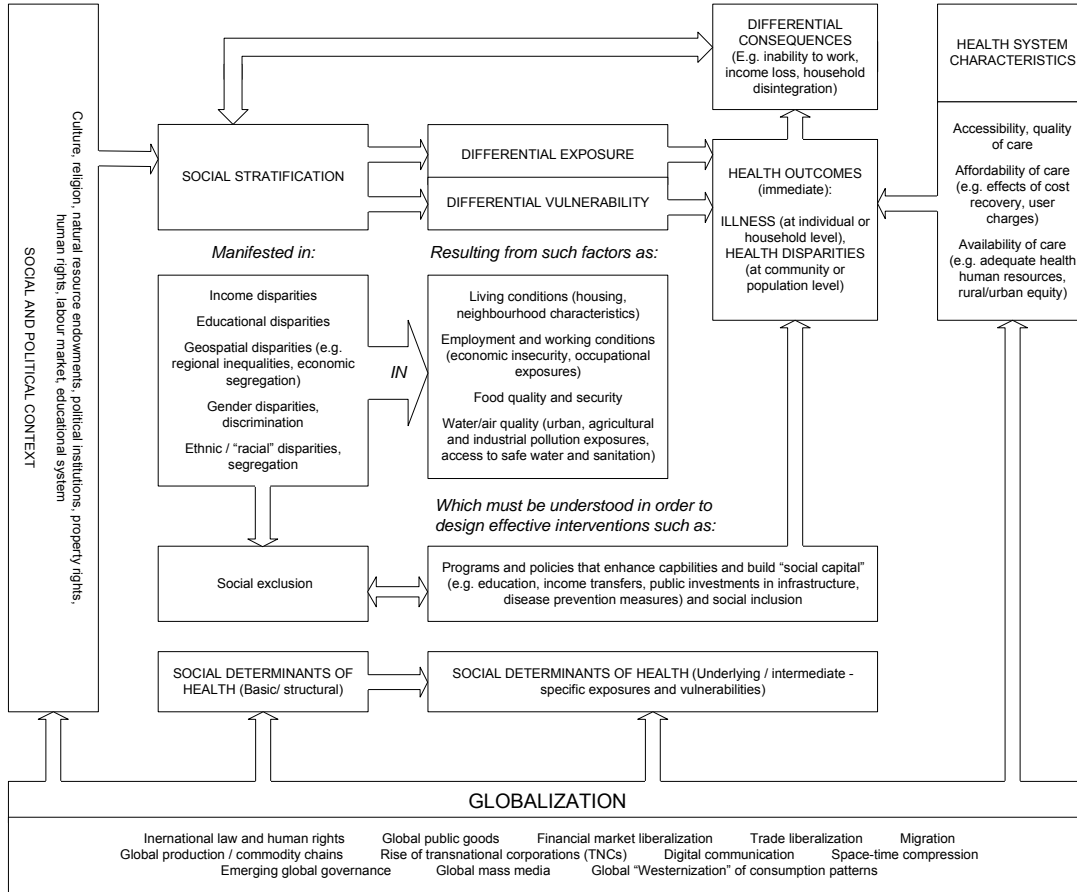 DIFFERENTIAL
CONSEQUENCES
(E.g. inability to work,
income loss, household
disintegration)
HEALTH SYSTEM
CHARACTERISTICS
Accessibility, quality
of care
Affordability of care
(e.g. effects of cost
recovery, user
charges)
Availability of care
(e.g. adequate health
human resources,
rural/urban equity)
SOCIAL AND POLITICAL CONTEXT
Culture, religion, natural resource endowments, political institutions, property rights,
human rights, labour market, educational system
SOCIAL STRATIFICATION
DIFFERENTIAL EXPOSURE
DIFFERENTIAL VULNERABILITY
HEALTH OUTCOMES
(immediate):
ILLNESS (at individual or
household level),
HEALTH DISPARITIES
(at community or
population level)
Manifested in:
Income disparities
Educational disparities
Geospatial disparities (e.g.
regional inequalities, economic
segregation)
Gender disparities,
discrimination
Ethnic / “racial” disparities,
segregation
IN
Resulting from such factors as:
Living conditions (housing,
neighbourhood characteristics)
Employment and working conditions
(economic insecurity, occupational
exposures)
Food quality and security
Water/air quality (urban, agricultural
and industrial pollution exposures,
access to safe water and sanitation)
Which must be understood in order to
design effective interventions such as:
Social exclusion
Programs and policies that enhance capbilities and build “social capital”
(e.g. education, income transfers, public investments in infrastructure,
disease prevention measures) and social inclusion
SOCIAL DETERMINANTS OF
HEALTH (Basic/ structural)
SOCIAL DETERMINANTS OF HEALTH (Underlying / intermediate -
specific exposures and vulnerabilities)
GLOBALIZATION
Inernational law and human rights Global public goods Financial market liberalization Trade liberalization Migration
Global production / commodity chains Rise of transnational corporations (TNCs) Digital communication Space-time compression
Emerging global governance Global mass media Global “Westernization” of consumption patterns